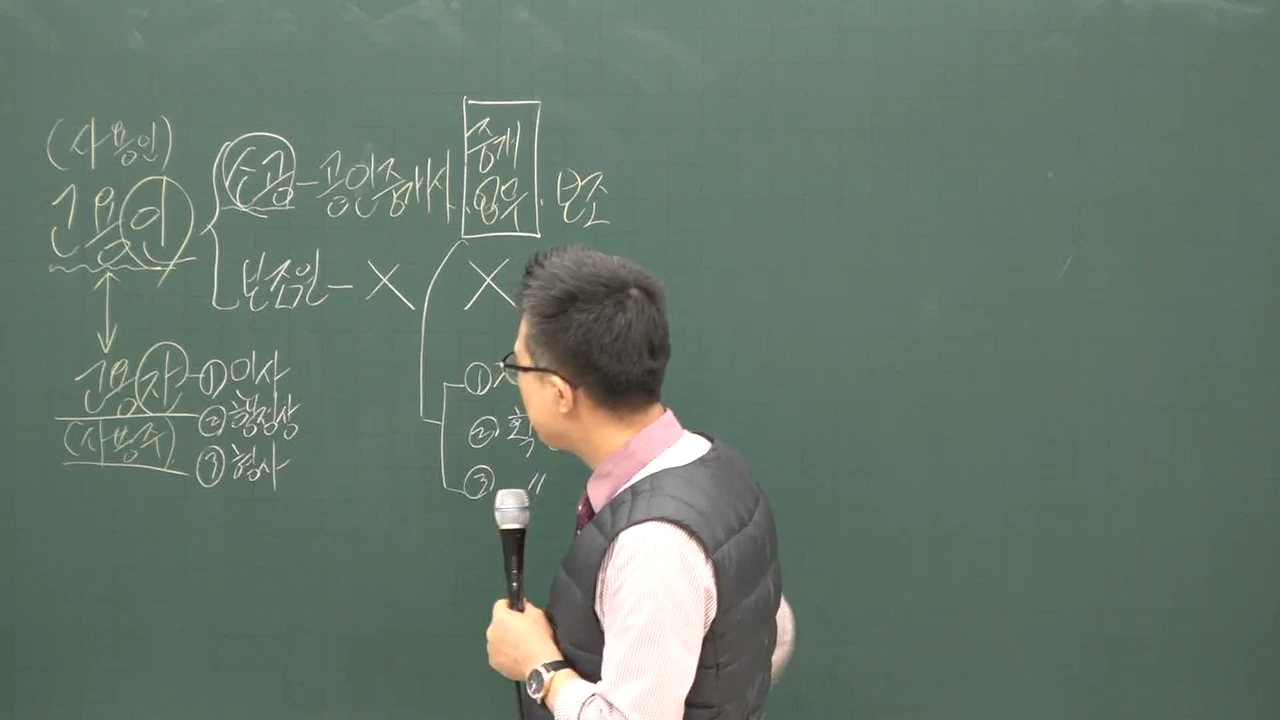 (사용인)
고용인
소공 - 공인중개사 중개업무·보조
보조원 - X X
고용자 - ① 민사
② 행정상
③ 형사
(사용주)
①
② 확
③ 〃